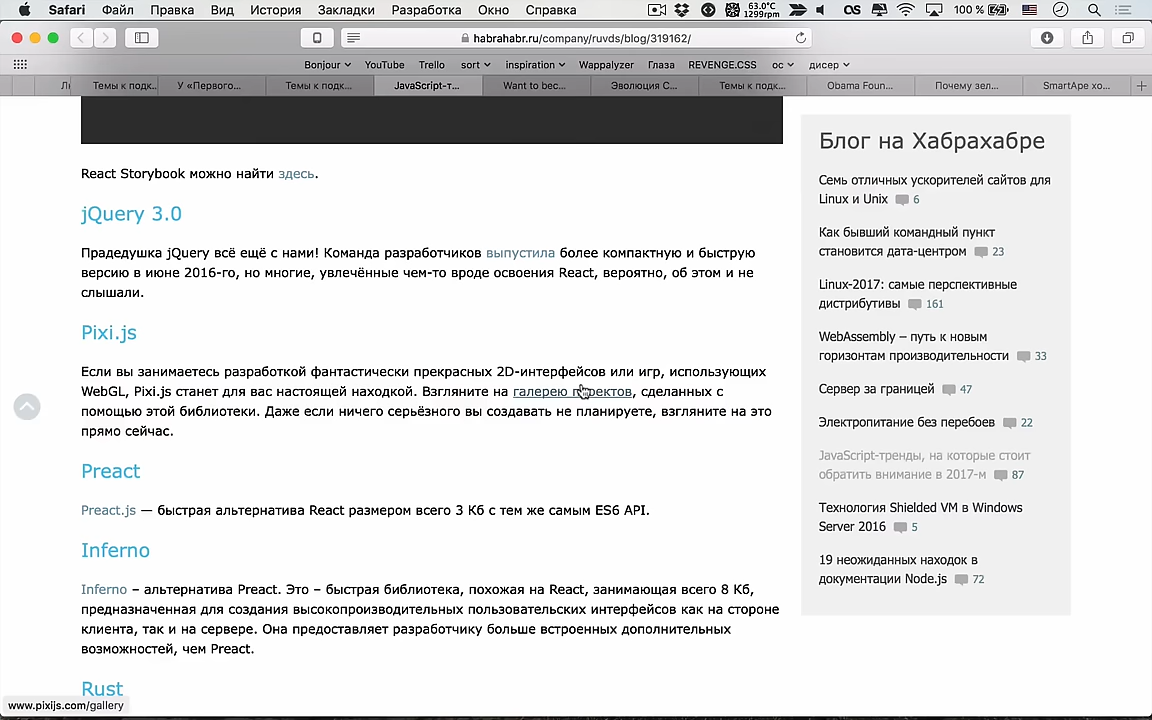 Safari Файл Правка Вид История Закладки Разработка Окно Справка 63.0°C 1299rpm 100 %
habrahabr.ru/company/ruvds/blog/319162/
Bonjour YouTube Trello sort inspiration Wappalyzer Глаза REVENGE.CSS ос дисер
Темы к подк... У «Первого... Темы к подк... JavaScript-т... Want to bec... Эволюция С... Темы к подк... Obama Foun... Почему зел... SmartApe хо...
React Storybook можно найти здесь.
jQuery 3.0
Прадедушка jQuery всё ещё с нами! Команда разработчиков выпустила более компактную и быструю
версию в июне 2016-го, но многие, увлечённые чем-то вроде освоения React, вероятно, об этом и не
слышали.
Pixi.js
Если вы занимаетесь разработкой фантастически прекрасных 2D-интерфейсов или игр, использующих
WebGL, Pixi.js станет для вас настоящей находкой. Взгляните на галерею проектов, сделанных с
помощью этой библиотеки. Даже если ничего серьёзного вы создавать не планируете, взгляните на это
прямо сейчас.
Preact
Preact.js — быстрая альтернатива React размером всего 3 Кб с тем же самым ES6 API.
Inferno
Inferno – альтернатива Preact. Это – быстрая библиотека, похожая на React, занимающая всего 8 Кб,
предназначенная для создания высокопроизводительных пользовательских интерфейсов как на стороне
клиента, так и на сервере. Она предоставляет разработчику больше встроенных дополнительных
возможностей, чем Preact.
Rust
www.pixijs.com/gallery
Блог на Хабрахабре
Семь отличных ускорителей сайтов для
Linux и Unix 6
Как бывший командный пункт
становится дата-центром 23
Linux-2017: самые перспективные
дистрибутивы 161
WebAssembly – путь к новым
горизонтам производительности 33
Сервер за границей 47
Электропитание без перебоев 22
JavaScript-тренды, на которые стоит
обратить внимание в 2017-м 87
Технология Shielded VM в Windows
Server 2016 5
19 неожиданных находок в
документации Node.js 72